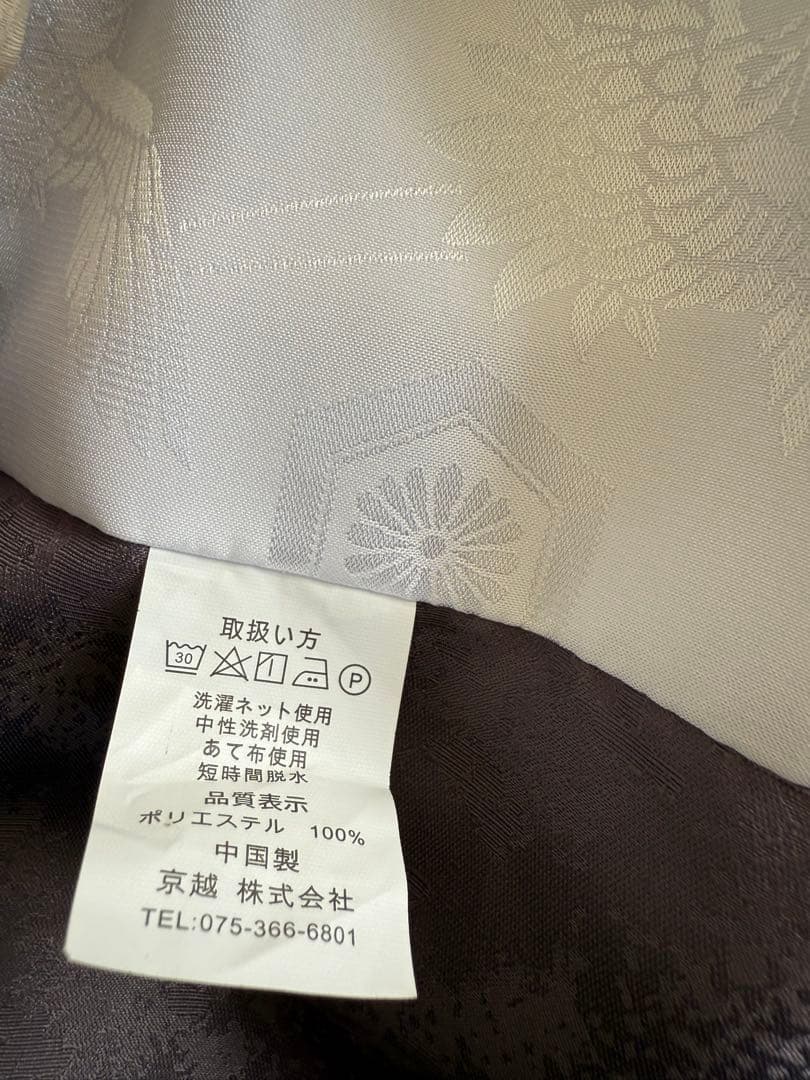 取扱い方
30 P
洗濯ネット使用
中性洗剤使用
あて布使用
短時間脱水
品質表示
ポリエステル 100%
中国製
京越 株式会社
TEL:075-366-6801